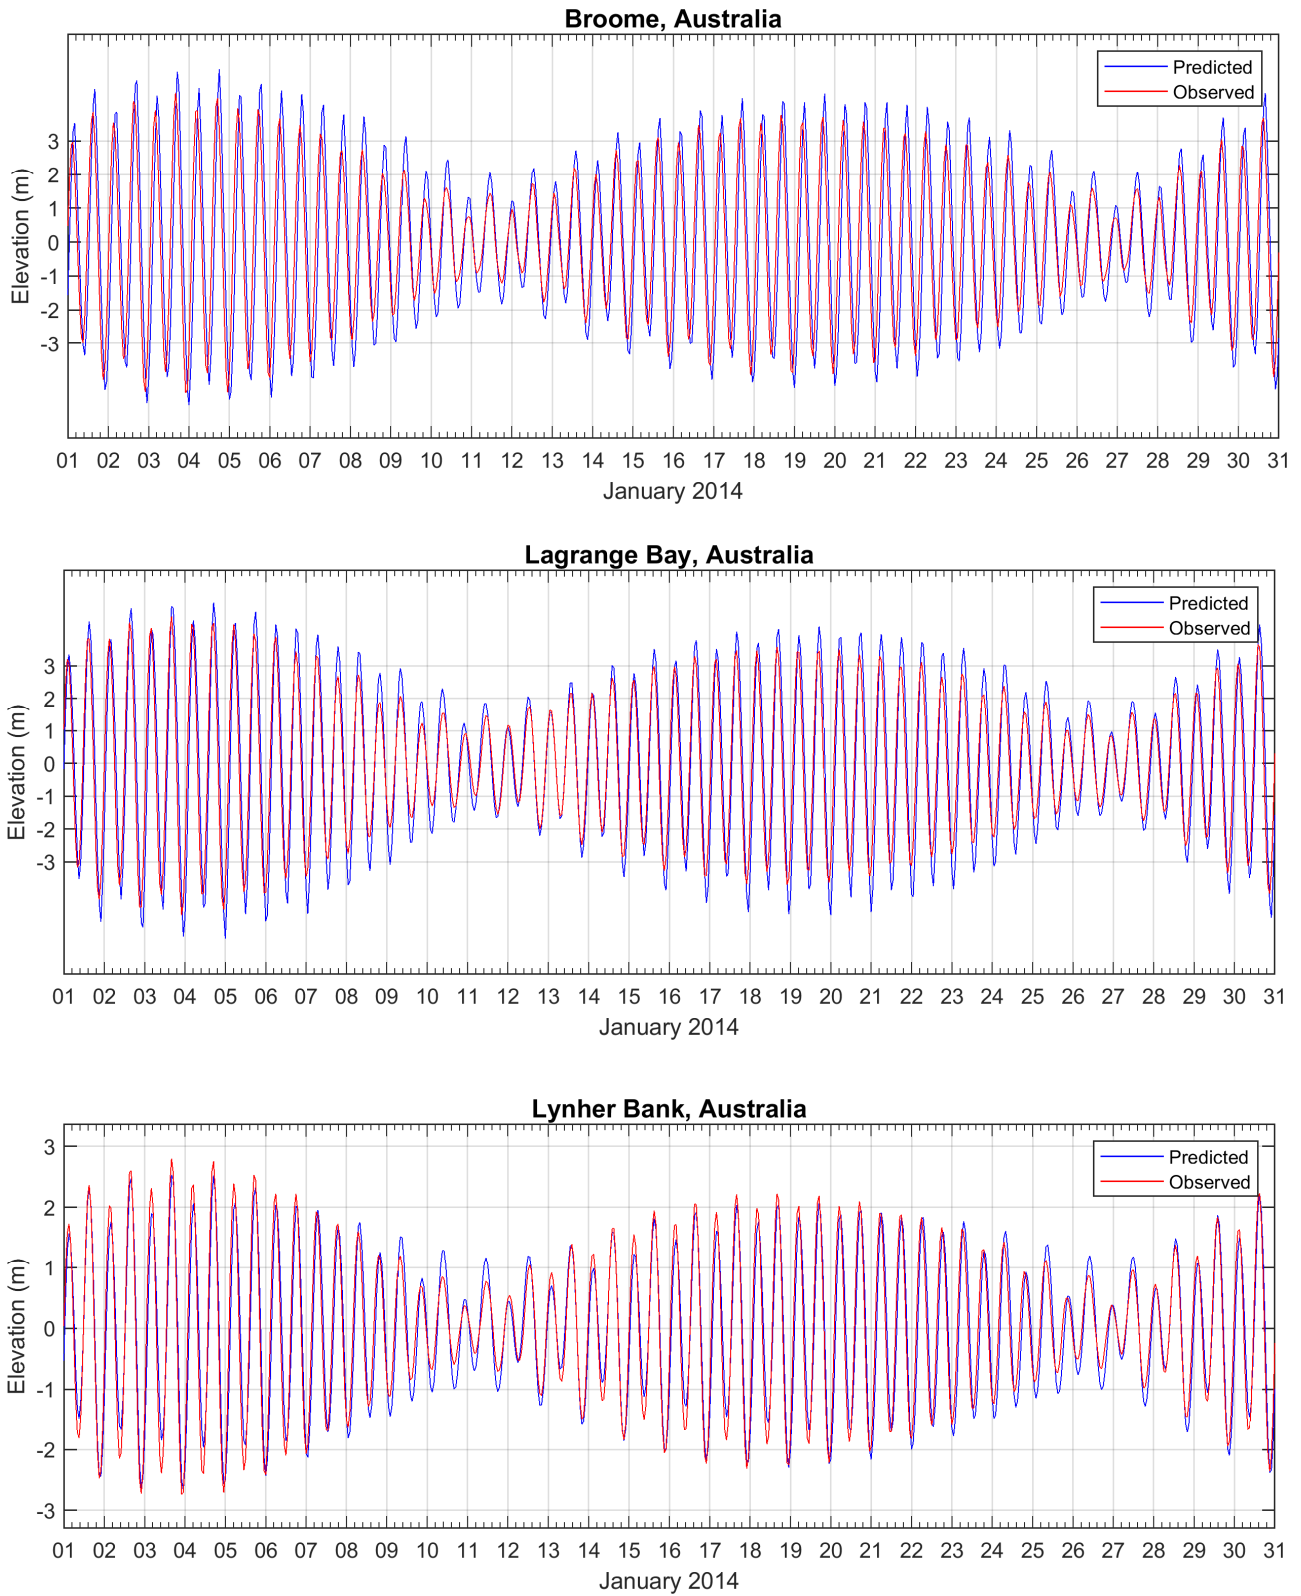 Broome, Australia
Predicted
Observed
3
2
1
0
-1
-2
-3
Elevation (m)
01 02 03 04 05 06 07 08 09 10 11 12 13 14 15 16 17 18 19 20 21 22 23 24 25 26 27 28 29 30 31
January 2014
Lagrange Bay, Australia
Predicted
Observed
3
2
1
0
-1
-2
-3
Elevation (m)
01 02 03 04 05 06 07 08 09 10 11 12 13 14 15 16 17 18 19 20 21 22 23 24 25 26 27 28 29 30 31
January 2014
Lynher Bank, Australia
Predicted
Observed
3
2
1
0
-1
-2
-3
Elevation (m)
01 02 03 04 05 06 07 08 09 10 11 12 13 14 15 16 17 18 19 20 21 22 23 24 25 26 27 28 29 30 31
January 2014